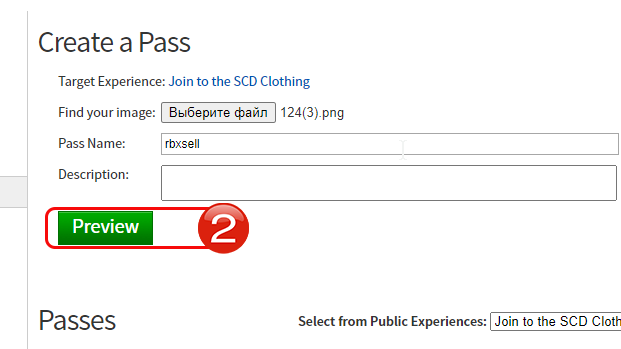 Create a Pass
Target Experience: Join to the SCD Clothing
Find your image: Выберите файл 124(3).png
Pass Name: rbxsell
Description:
Preview 2
Passes Select from Public Experiences: Join to the SCD Cloth